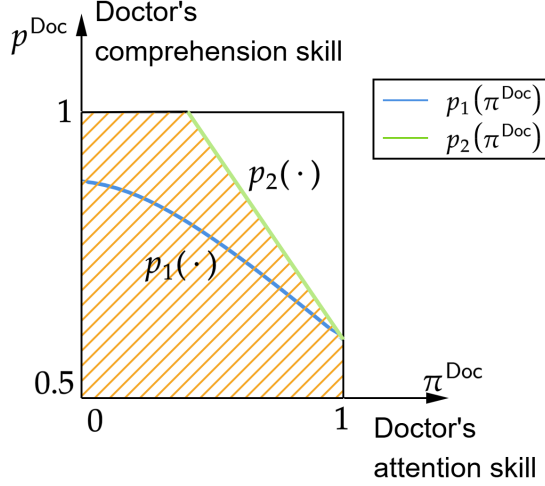 p^Doc
Doctor's
comprehension skill
1
p₁(π^Doc)
p₂(π^Doc)
p₂(·)
p₁(·)
0.5
π^Doc
0
1
Doctor's
attention skill